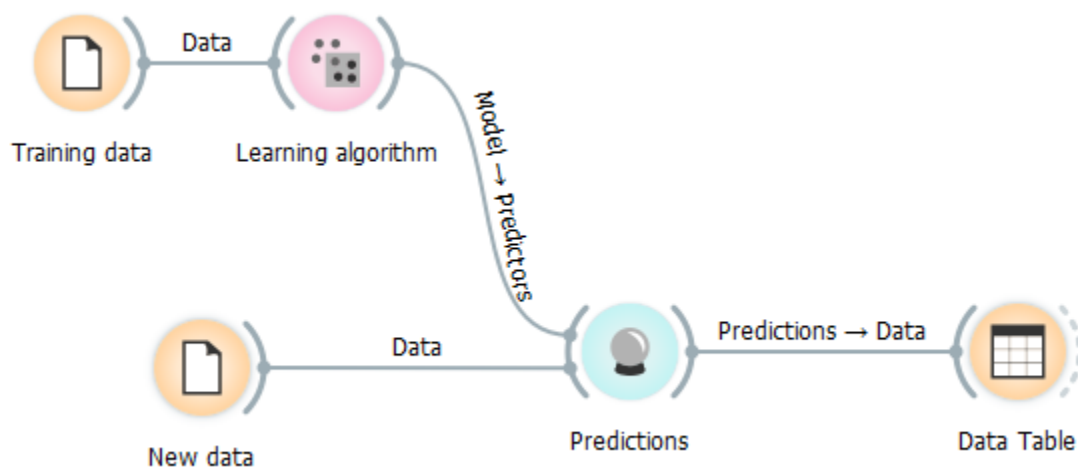 Data
Training data
Learning algorithm
Model → Predictors
Data
Predictions → Data
New data
Predictions
Data Table